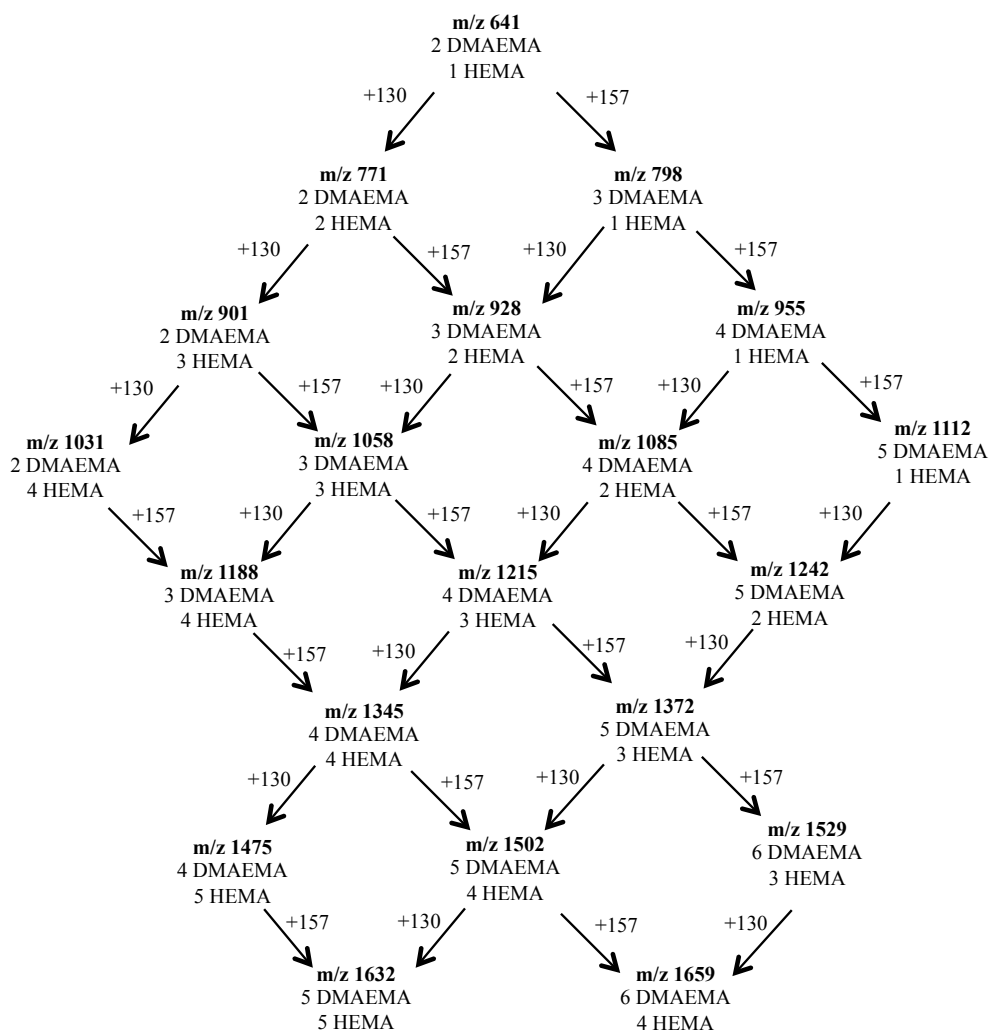 m/z 641
2 DMAEMA
1 HEMA
+130
+157
m/z 771
2 DMAEMA
2 HEMA
m/z 798
3 DMAEMA
1 HEMA
+130
+157
+130
+157
m/z 901
2 DMAEMA
3 HEMA
m/z 928
3 DMAEMA
2 HEMA
m/z 955
4 DMAEMA
1 HEMA
+130
+157
+130
+157
+130
+157
m/z 1031
2 DMAEMA
4 HEMA
m/z 1058
3 DMAEMA
3 HEMA
m/z 1085
4 DMAEMA
2 HEMA
m/z 1112
5 DMAEMA
1 HEMA
+157
+130
+157
+130
+157
+130
m/z 1188
3 DMAEMA
4 HEMA
m/z 1215
4 DMAEMA
3 HEMA
m/z 1242
5 DMAEMA
2 HEMA
+157
+130
+157
+130
m/z 1345
4 DMAEMA
4 HEMA
m/z 1372
5 DMAEMA
3 HEMA
+130
+157
+130
+157
m/z 1475
4 DMAEMA
5 HEMA
m/z 1502
5 DMAEMA
4 HEMA
m/z 1529
6 DMAEMA
3 HEMA
+157
+130
+157
+130
m/z 1632
5 DMAEMA
5 HEMA
m/z 1659
6 DMAEMA
4 HEMA